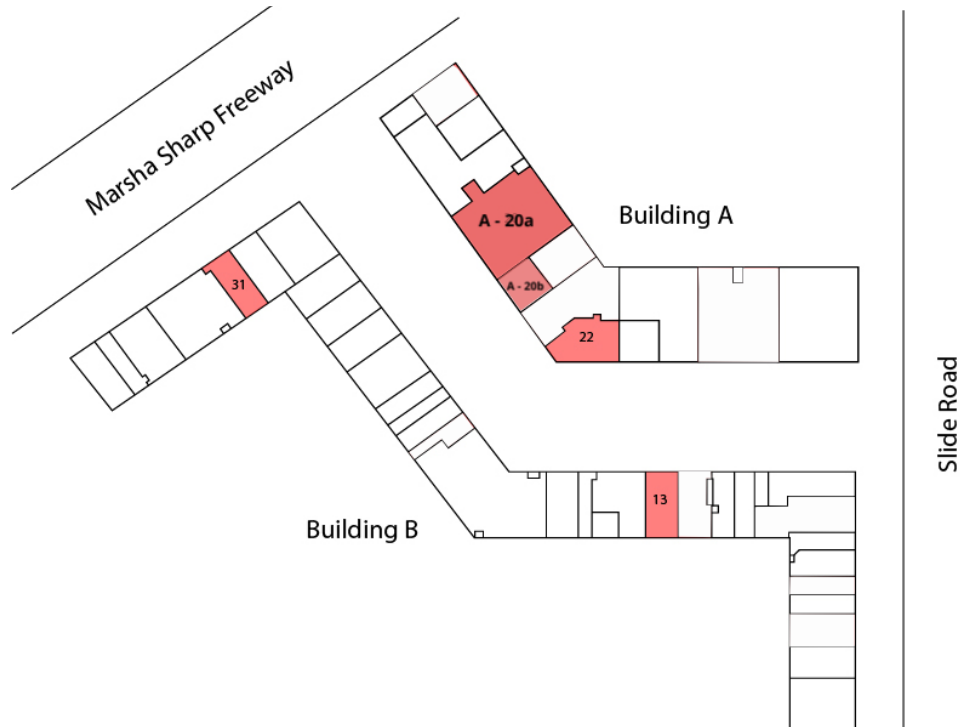 Marsha Sharp Freeway
A - 20a
Building A
31
A - 20b
22
Slide Road
13
Building B